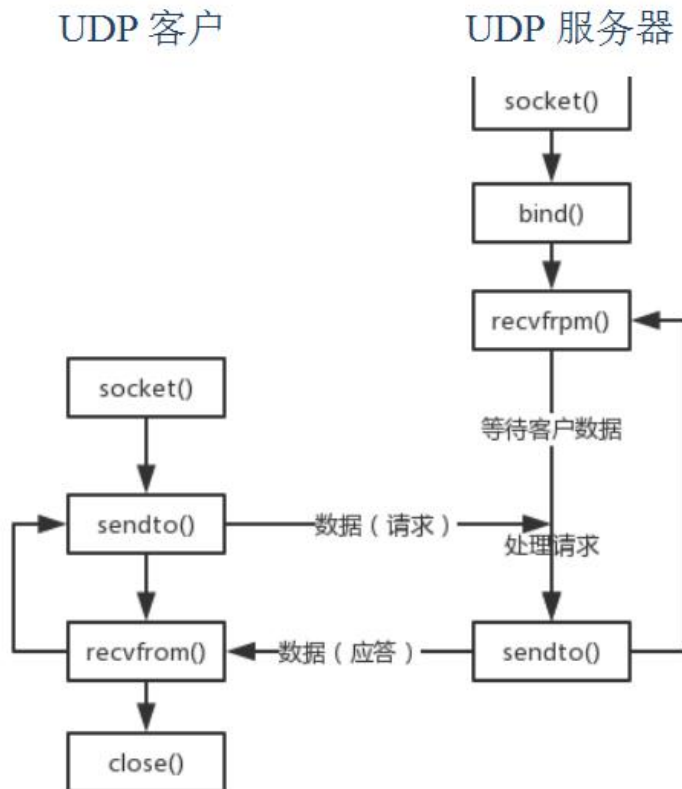 UDP 客户
UDP 服务器
socket()
bind()
recvfrpm()
等待客户数据
socket()
sendto()
数据（请求）
处理请求
recvfrom()
数据（应答）
sendto()
close()